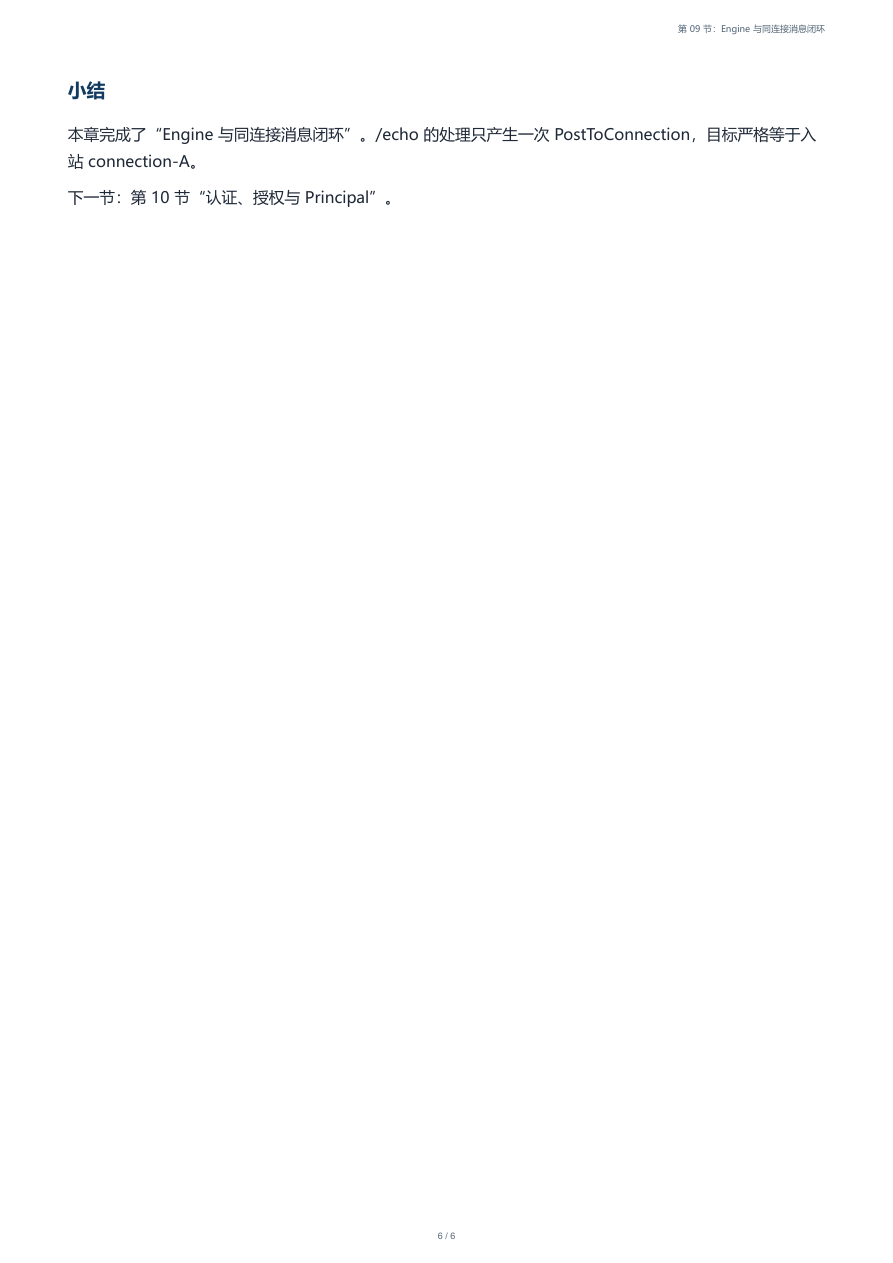 第 09 节：Engine 与同连接消息闭环
小结
本章完成了“Engine 与同连接消息闭环”。/echo 的处理只产生一次 PostToConnection，目标严格等于入
站 connection-A。
下一节：第 10 节“认证、授权与 Principal”。
6 / 6